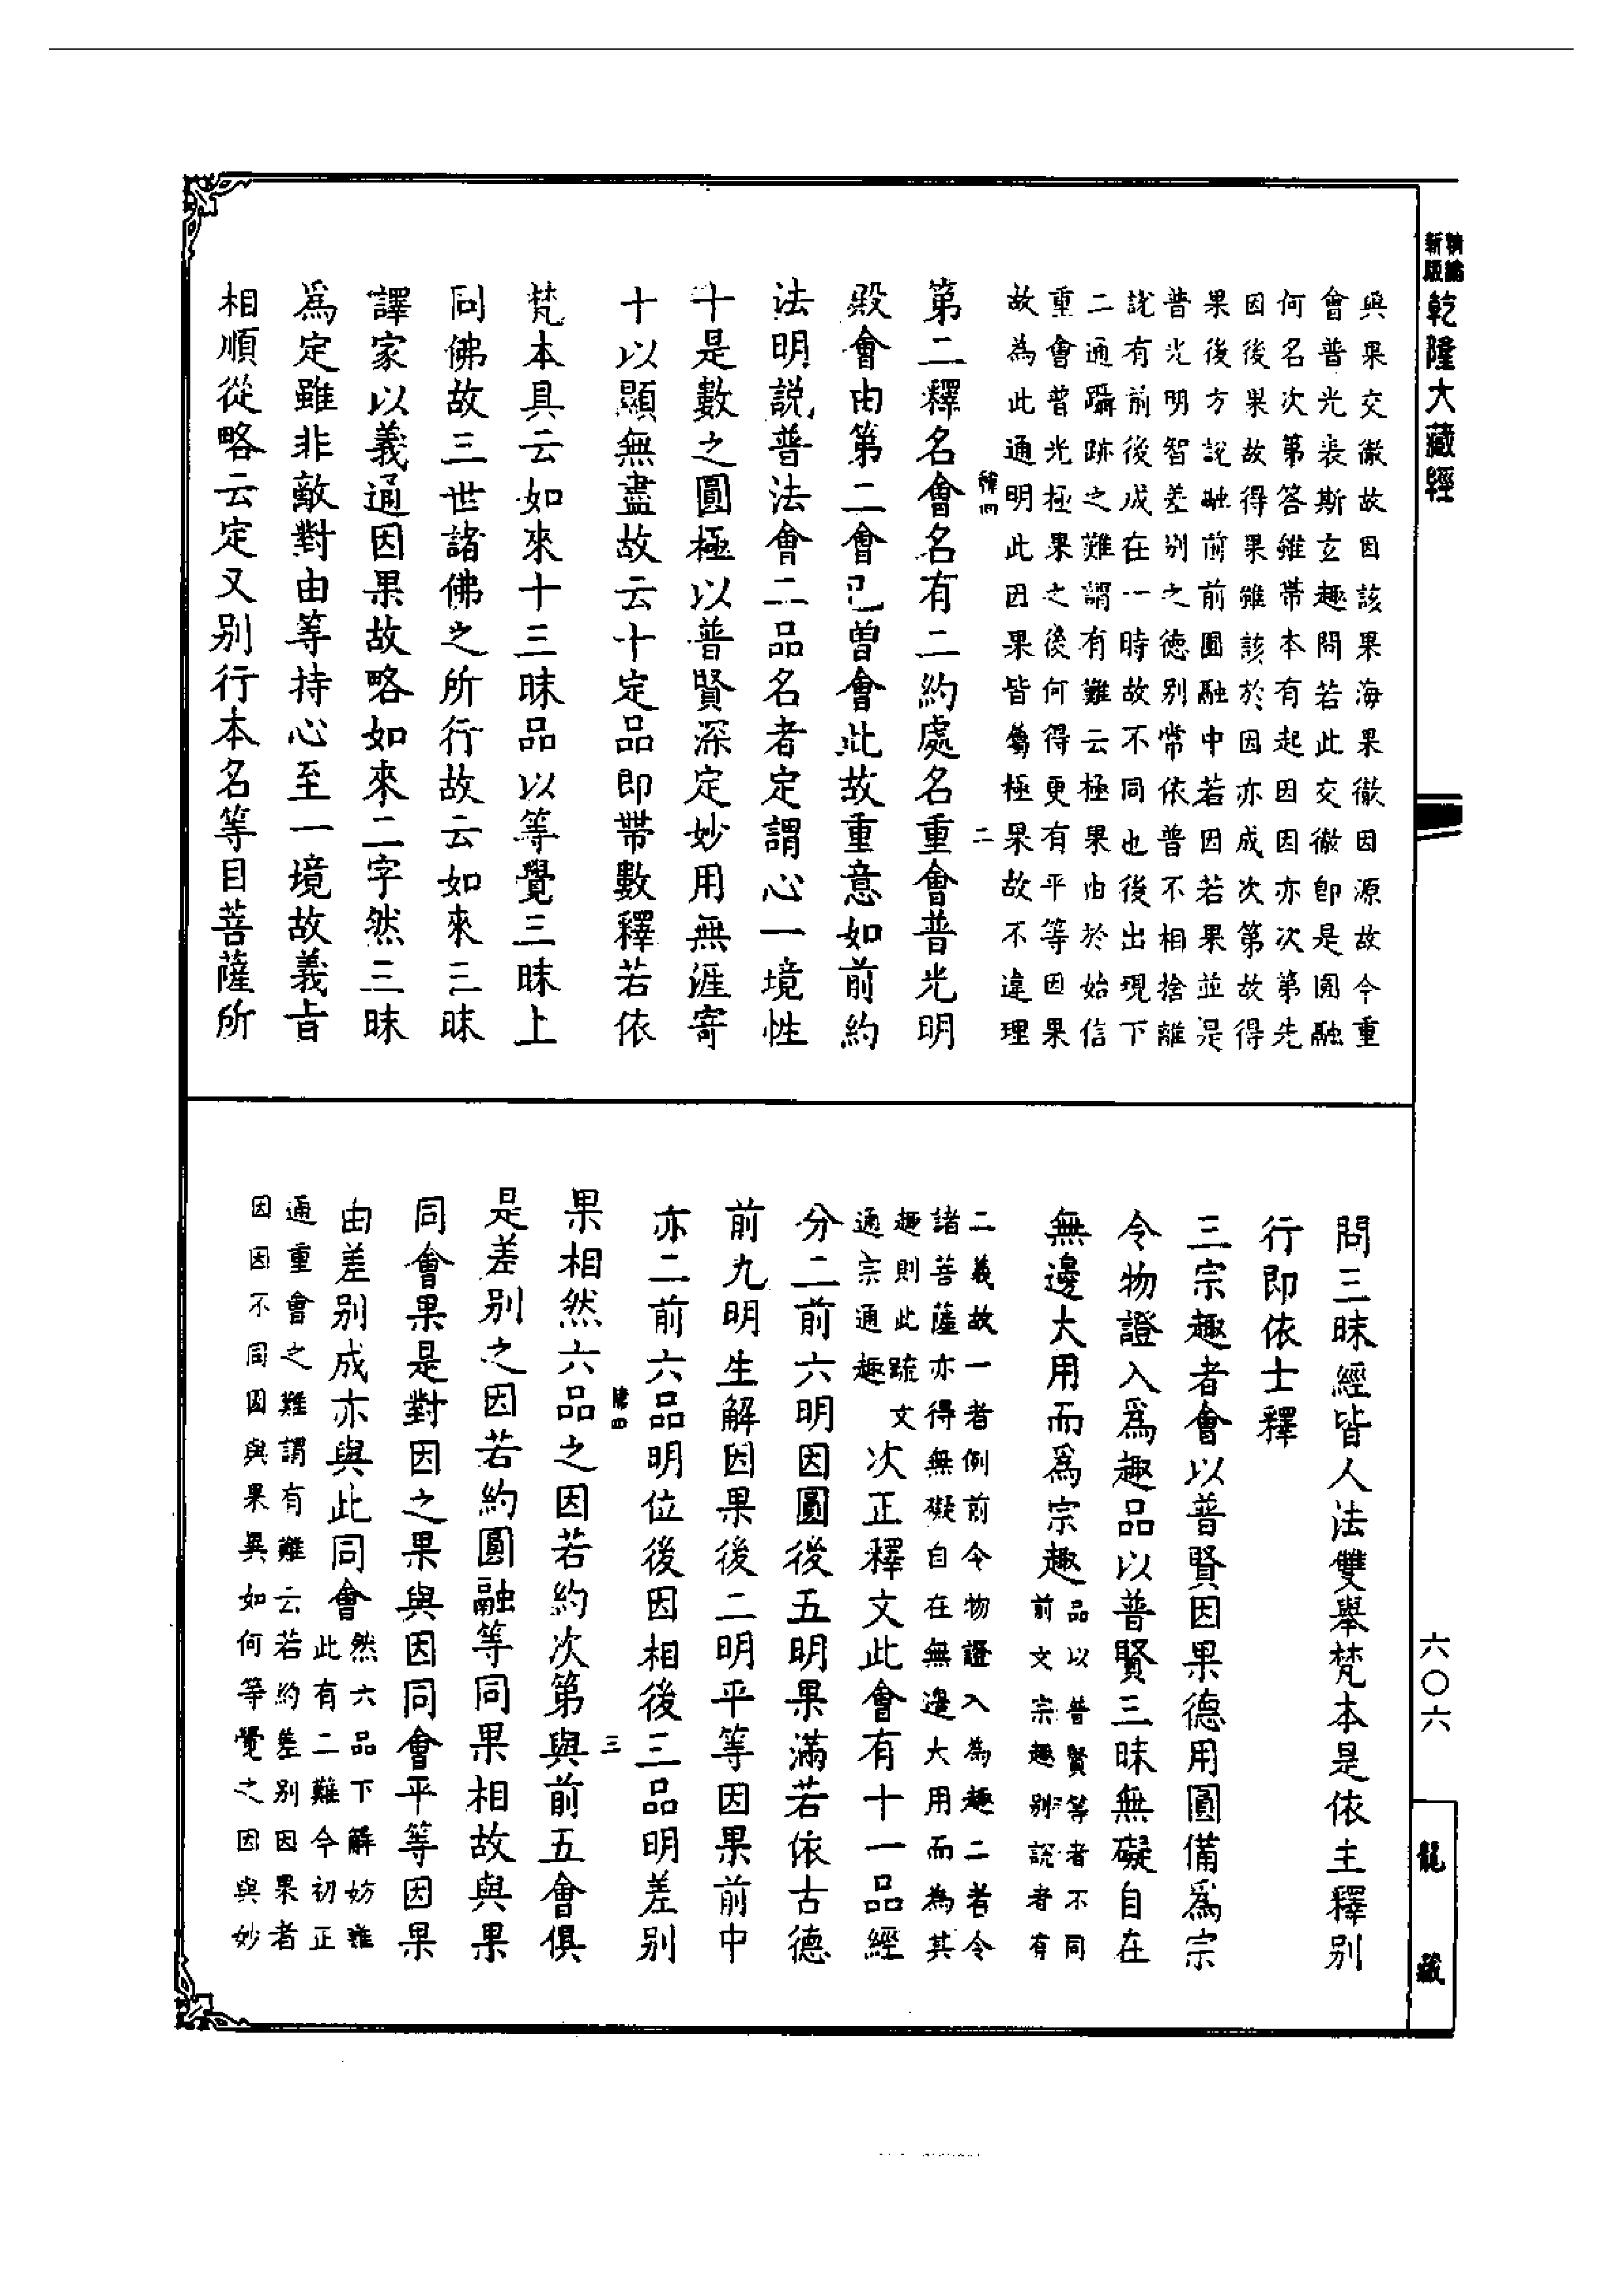 新版 精編 乾隆大藏經
與果交徹故因該果海果徹因源故今重
會普光表斯玄趣問若此交徹即是圓融
何名次第答雖帶本有起因因亦次第先
因後果故得果雖該於因亦成次第故得
果後方說融前前圓融中若因若果並是
普光明智差別之德別常依普不相捨離
說有前後成在一時故不同也後出現下
二通躡跡之難謂有難云極果由於始信
重會普光極果之後何得更有平等因果
故為此通明此因果皆屬極果故不違理
二
第二釋名會名有二約處名重會普光明
殿會由第二會已曾會此故重意如前約
法明說普法會二品名者定謂心一境性
十是數之圓極以普賢深定妙用無涯寄
十以顯無盡故云十定品即帶數釋若依
梵本具云如來十三昧品以等覺三昧上
同佛故三世諸佛之所行故云如來三昧
譯家以義通因果故略如來二字然三昧
爲定雖非敵對由等持心至一境故義旨
相順從略云定又別行本名等目菩薩所
問三昧經皆人法雙舉梵本是依主釋別
行即依士釋
三宗趣者會以普賢因果德用圓備爲宗
令物證入爲趣品以普賢三昧無礙自在
無邊大用而爲宗趣 品以普賢等者不同
前文宗趣別說者有
二義故一者例前令物證入為趣二者令
諸菩薩亦得無礙自在無邊大用而為其
趣則此疏文
通宗通趣 次正釋文此會有十一品經
分二前六明因圓後五明果滿若依古德
前九明生解因果後二明平等因果前中
亦二前六品明位後因相後三品明差別
三
果相然六品之因若約次第與前五會俱
是差別之因若約圓融等同果相故與果
同會果是對因之果與因同會平等因果
由差別成亦與此同會 然六品下解妨難
此有二難今初正
通重會之難謂有難云若約差別因果者
因因不同因與果異如何等覺之因與妙
六〇六
龍藏